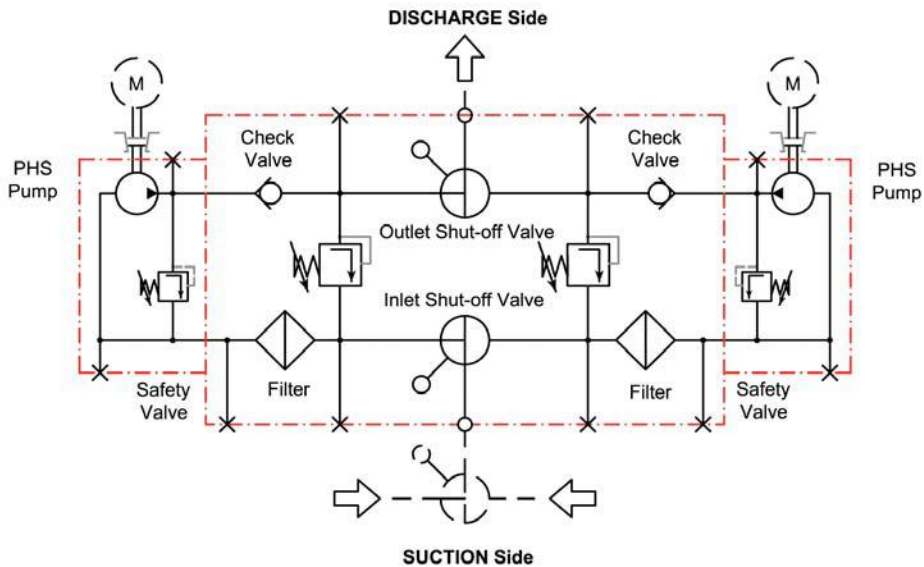 DISCHARGE Side
M
M
Check
Valve
Check
Valve
PHS
Pump
PHS
Pump
Outlet Shut-off Valve
Inlet Shut-off Valve
Safety
Valve
Filter
Filter
Safety
Valve
SUCTION Side